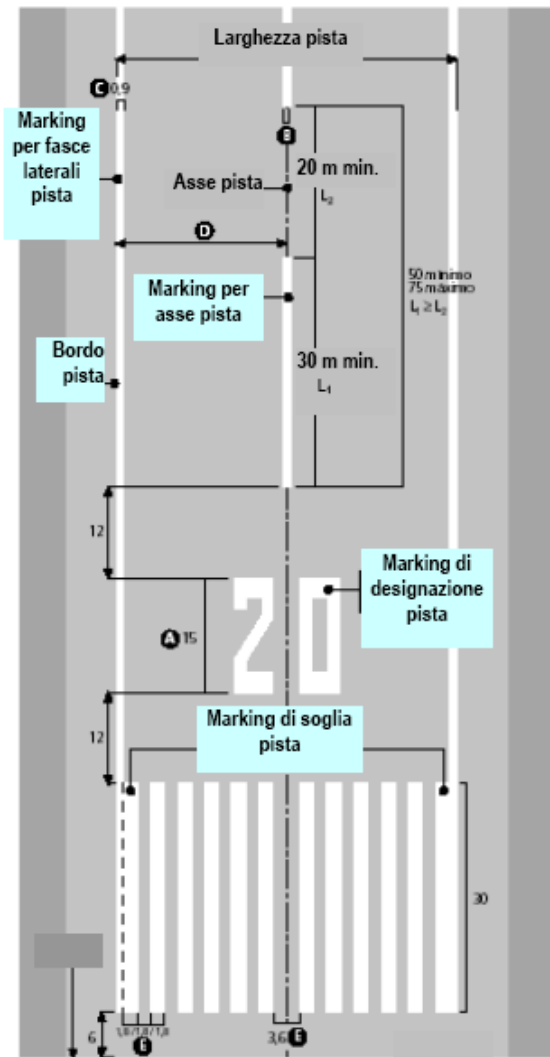 Larghezza pista
C 0,9
Marking
per fasce
laterali
pista
B
Asse pista
20 m min.
L₂
D
50 mínimo
75 máximo
L₁ ≥ L₂
Marking per
asse pista
Bordo
pista
30 m min.
L₁
12
Marking di
designazione
pista
20
A 15
12
Marking di soglia
pista
30
6
1,8/1,8/1,8
E
3,6